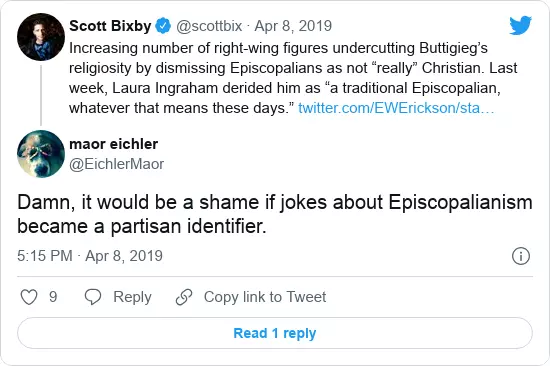 Scott Bixby @scottbix · Apr 8, 2019
Increasing number of right-wing figures undercutting Buttigieg’s
religiosity by dismissing Episcopalians as not “really” Christian. Last
week, Laura Ingraham derided him as “a traditional Episcopalian,
whatever that means these days.” twitter.com/EWErickson/sta…
maor eichler
@EichlerMaor
Damn, it would be a shame if jokes about Episcopalianism
became a partisan identifier.
5:15 PM · Apr 8, 2019
9 Reply Copy link to Tweet
Read 1 reply